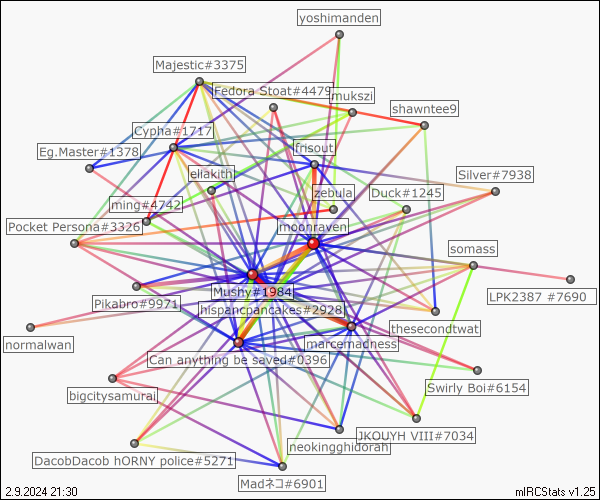 yoshimanden
Majestic#3375
Fedora Stoat#4479
mukszi
shawntee9
Cypha#1717
frisout
Eg.Master#1378
eliakith
Silver#7938
zebula
Duck#1245
ming#4742
Pocket Persona#3326
moonraven
somass
Mushy#1984
LPK2387 #7690
Pikabro#9971
hispancpancakes#2928
thesecondtwat
normalwan
marcemadness
Can anything be saved#0396
Swirly Boi#6154
bigcitysamurai
JKOUYH VIII#7034
neokingghidorah
DacobDacob hORNY police#5271
Madネコ#6901
2.9.2024 21:30
mIRCStats v1.25